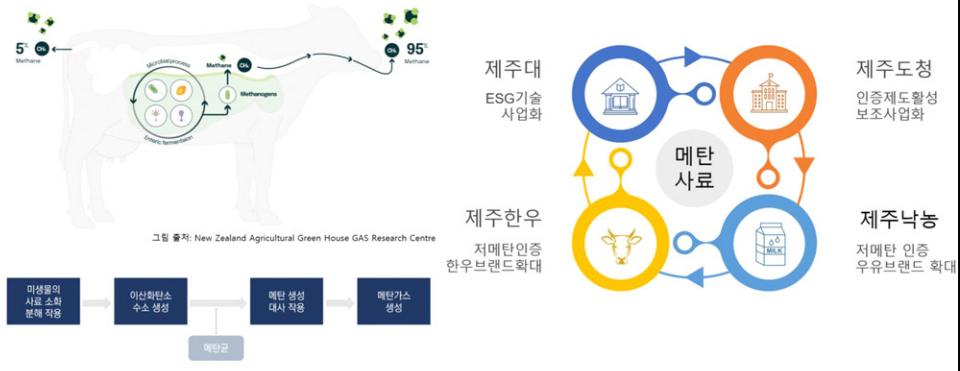 5%
CH₄
Methane
CH₄
95%
Methane
Microbial process
Methane
CH₄
Methanogens
Enteric fermentation
그림 출처: New Zealand Agricultural Green House GAS Research Centre
미생물의
사료 소화
분해 작용
이산화탄소
수소 생성
메탄 생성
대사 작용
메탄가스
생성
메탄균
제주대
ESG기술
사업화
제주도청
인증제도활성
보조사업화
메탄
사료
제주한우
저메탄인증
한우브랜드확대
제주낙농
저메탄 인증
우유브랜드 확대
MILK